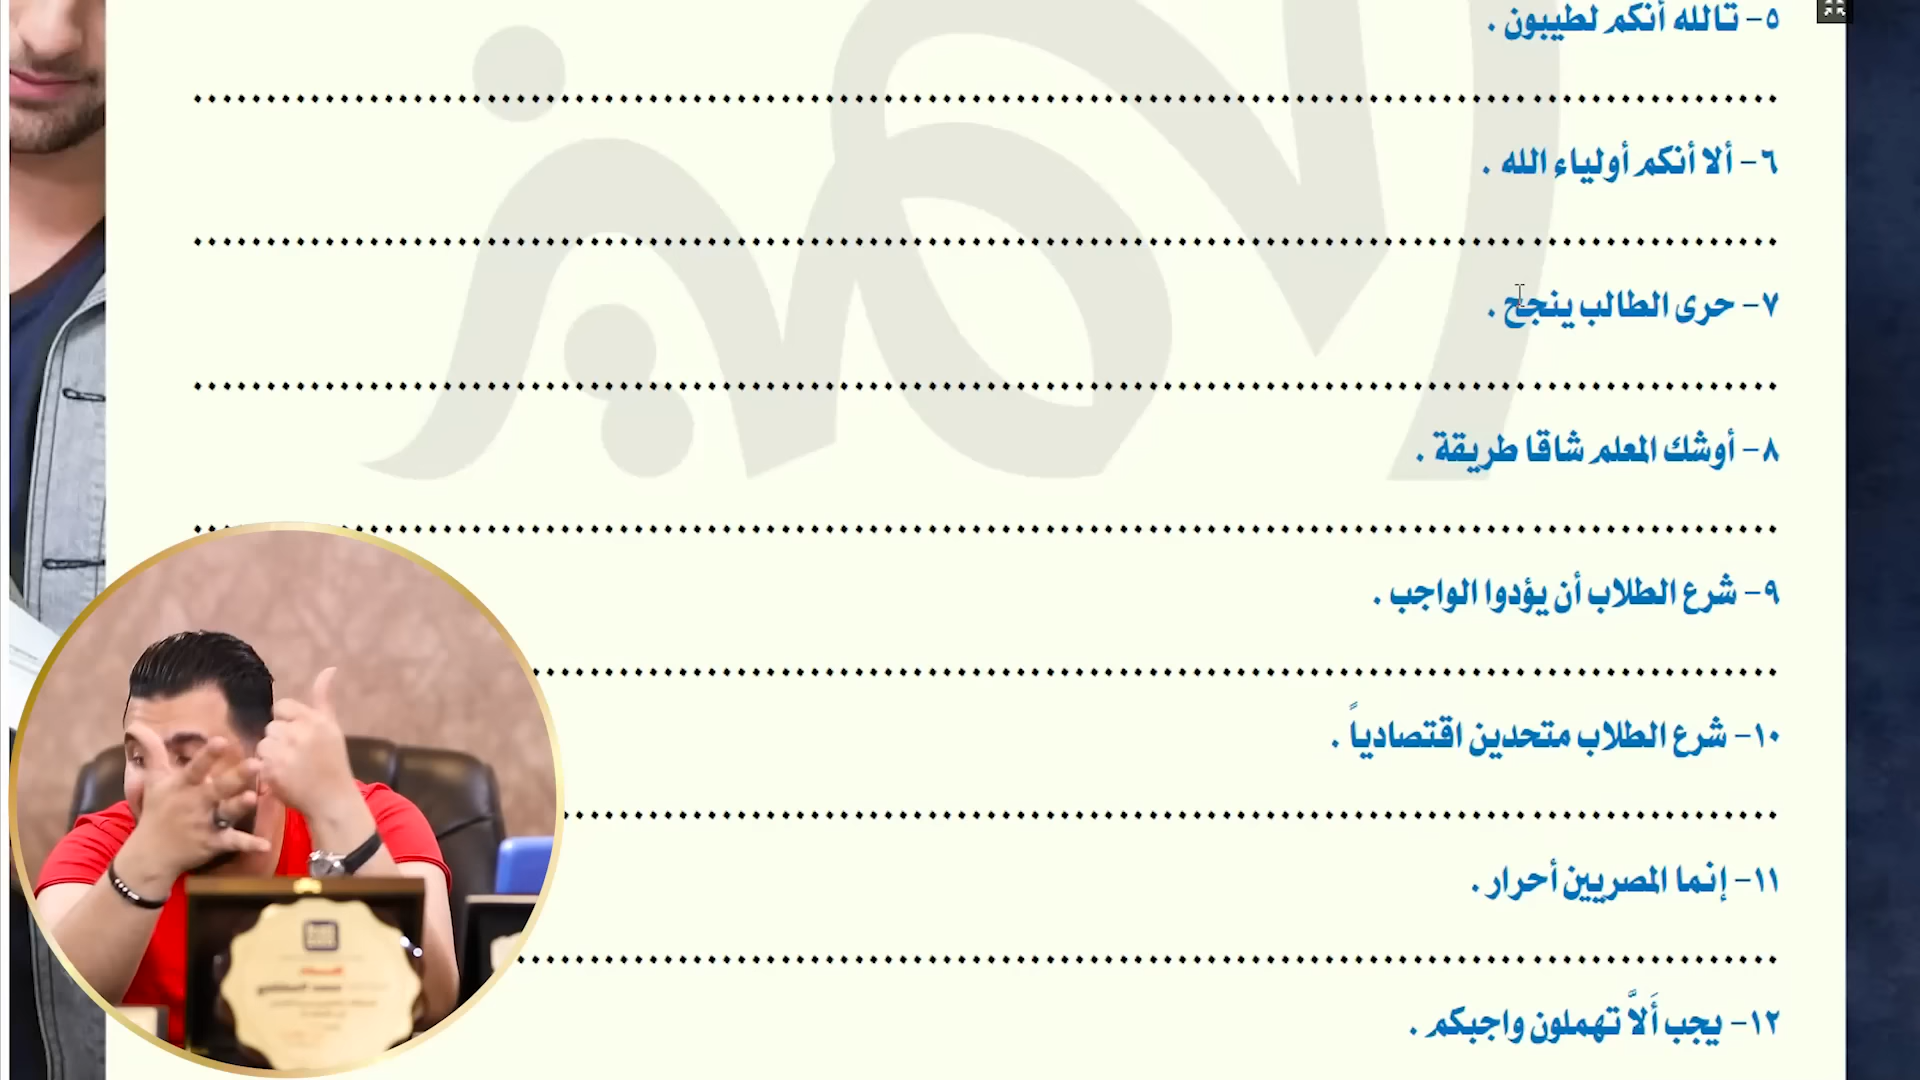 ٥- تالله أنكم لطيبون .
٦- ألا أنكم أولياء الله .
٧- حرى الطالب ينجح .
٨- أوشك المعلم شاقا طريقة .
٩- شرع الطلاب أن يؤدوا الواجب .
١٠- شرع الطلاب متحدين اقتصادياً .
١١- إنما المصريين أحرار .
١٢- يجب ألاَّ تهملون واجبكم .